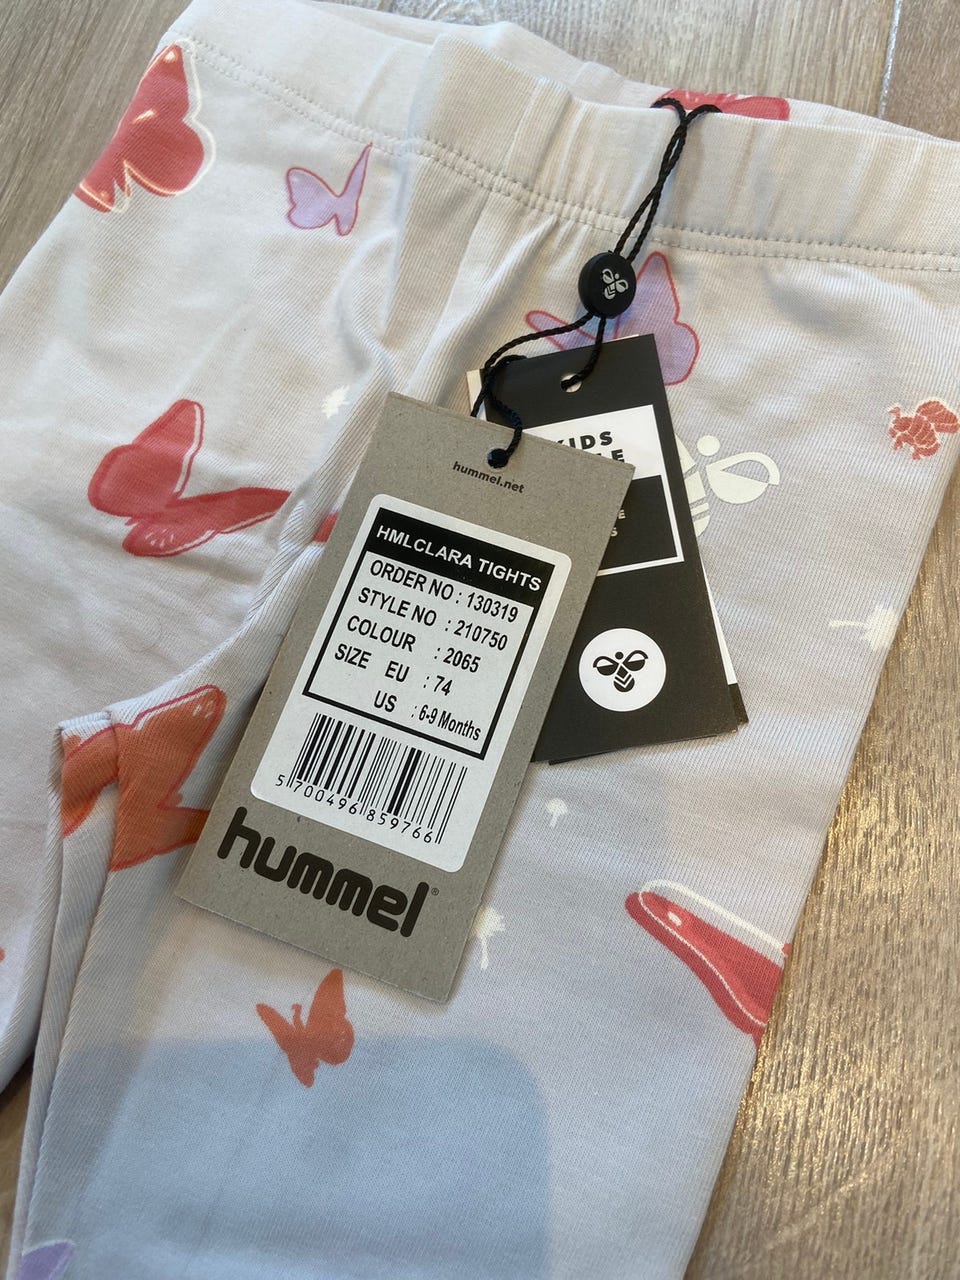 hummel.net
HMLCLARA TIGHTS
ORDER NO : 130319
STYLE NO : 210750
COLOUR : 2065
SIZE EU : 74
US : 6-9 Months
5 700496 859766
hummel®
KIDS